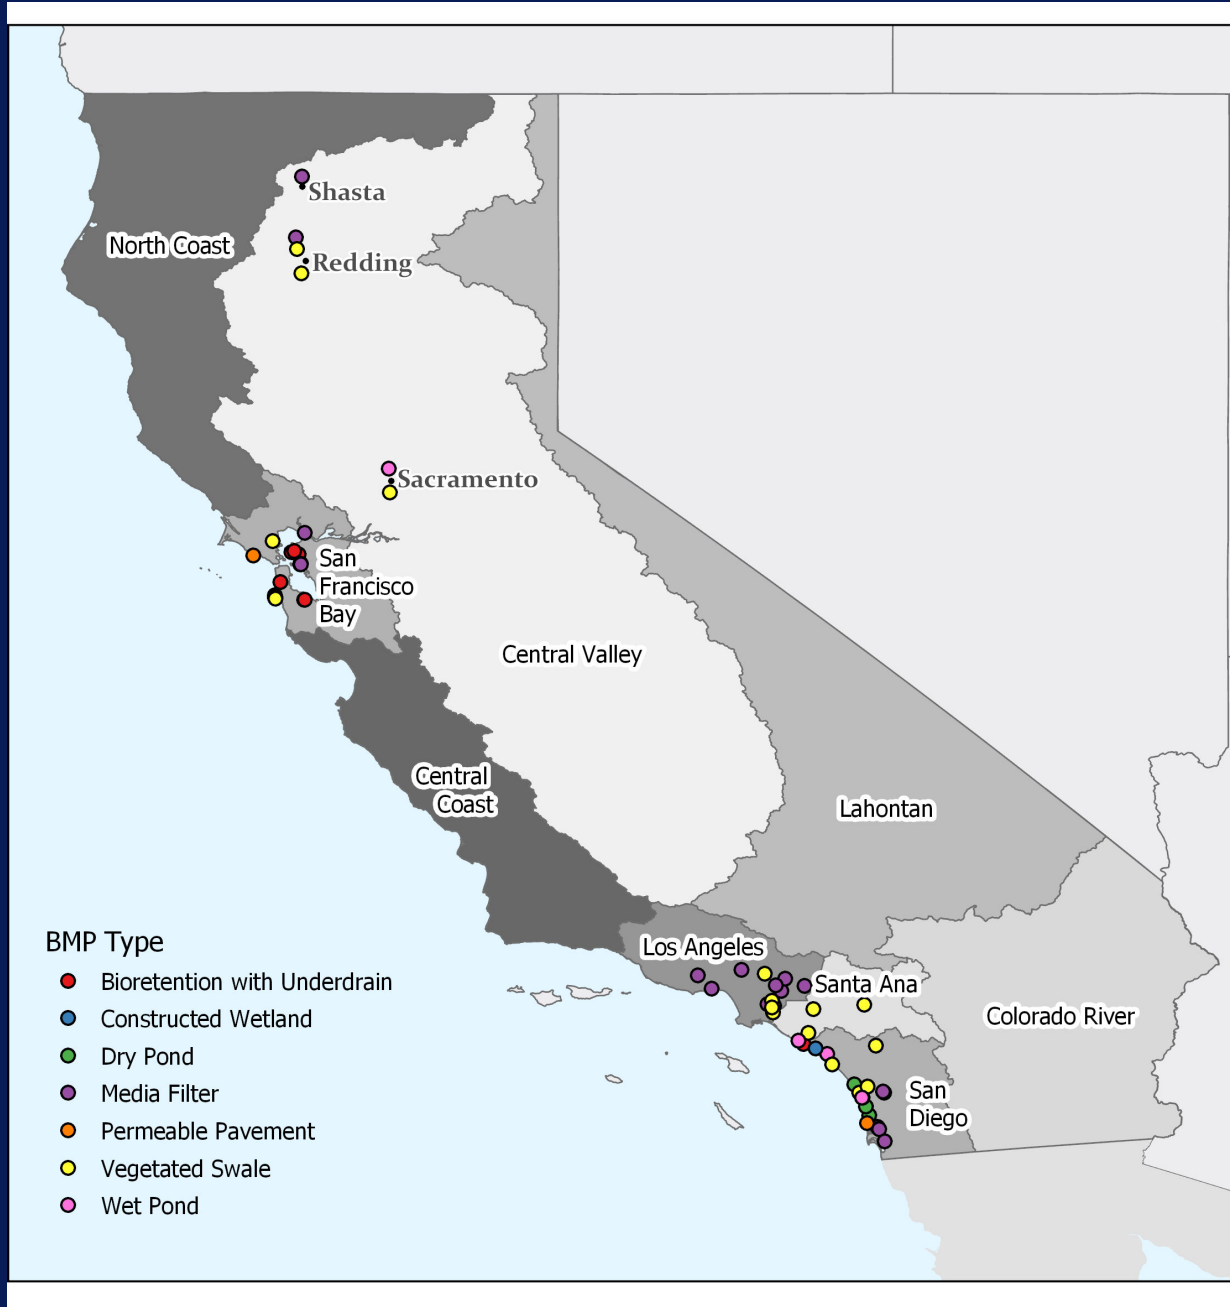 Shasta
North Coast
Redding
Sacramento
San
Francisco
Bay
Central Valley
Central
Coast
Lahontan
Los Angeles
Santa Ana
Colorado River
San
Diego
BMP Type
Bioretention with Underdrain
Constructed Wetland
Dry Pond
Media Filter
Permeable Pavement
Vegetated Swale
Wet Pond